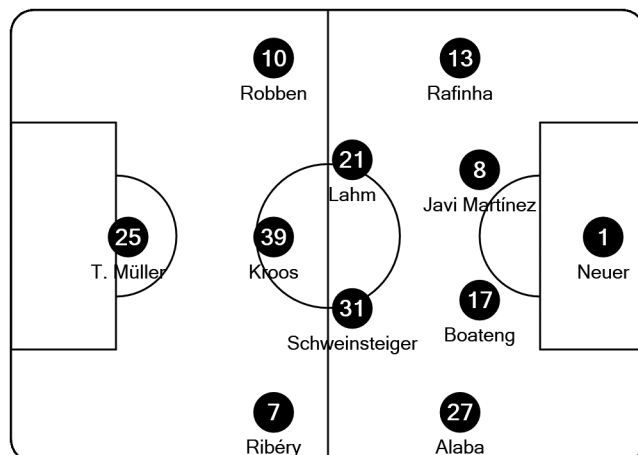 10
Robben
13
Rafinha
21
Lahm
8
Javi Martínez
25
T. Müller
39
Kroos
1
Neuer
31
Schweinsteiger
17
Boateng
7
Ribéry
27
Alaba